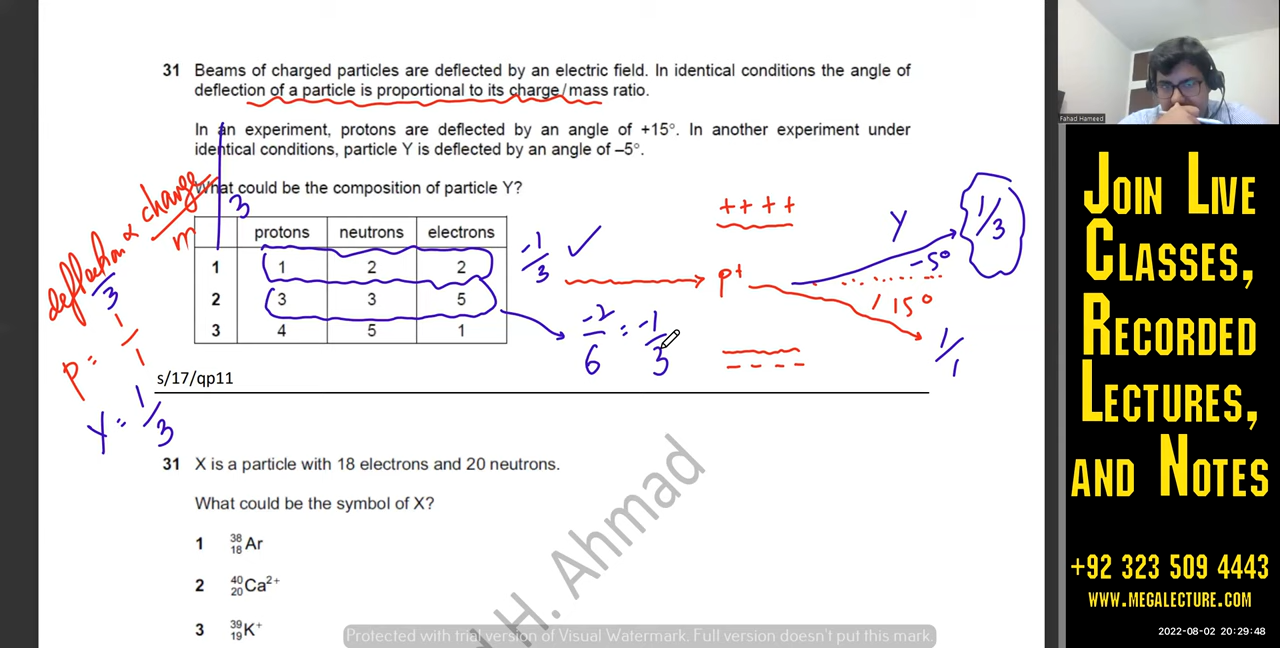 31 Beams of charged particles are deflected by an electric field. In identical conditions the angle of
deflection of a particle is proportional to its charge/mass ratio.
In an experiment, protons are deflected by an angle of +15°. In another experiment under
identical conditions, particle Y is deflected by an angle of –5°.
What could be the composition of particle Y?
deflection ∝ charge/m
3
protons neutrons electrons
1 1 2 2
2 3 3 5
3 4 5 1
-1/3 ✓
-2/6 = -1/3
1/3
p = 1/1
Y = 1/3
++++
p+
----
Y
-5°
15°
1/3
1/1
s/17/qp11
31 X is a particle with 18 electrons and 20 neutrons.
What could be the symbol of X?
1 38 18 Ar
2 40 20 Ca2+
3 39 19 K+
H. Ahmad
Protected with trial version of Visual Watermark. Full version doesn't put this mark.
Fahad Hameed
JOIN LIVE
CLASSES,
RECORDED
LECTURES,
AND NOTES
+92 323 509 4443
WWW.MEGALECTURE.COM
2022-08-02 20:29:48